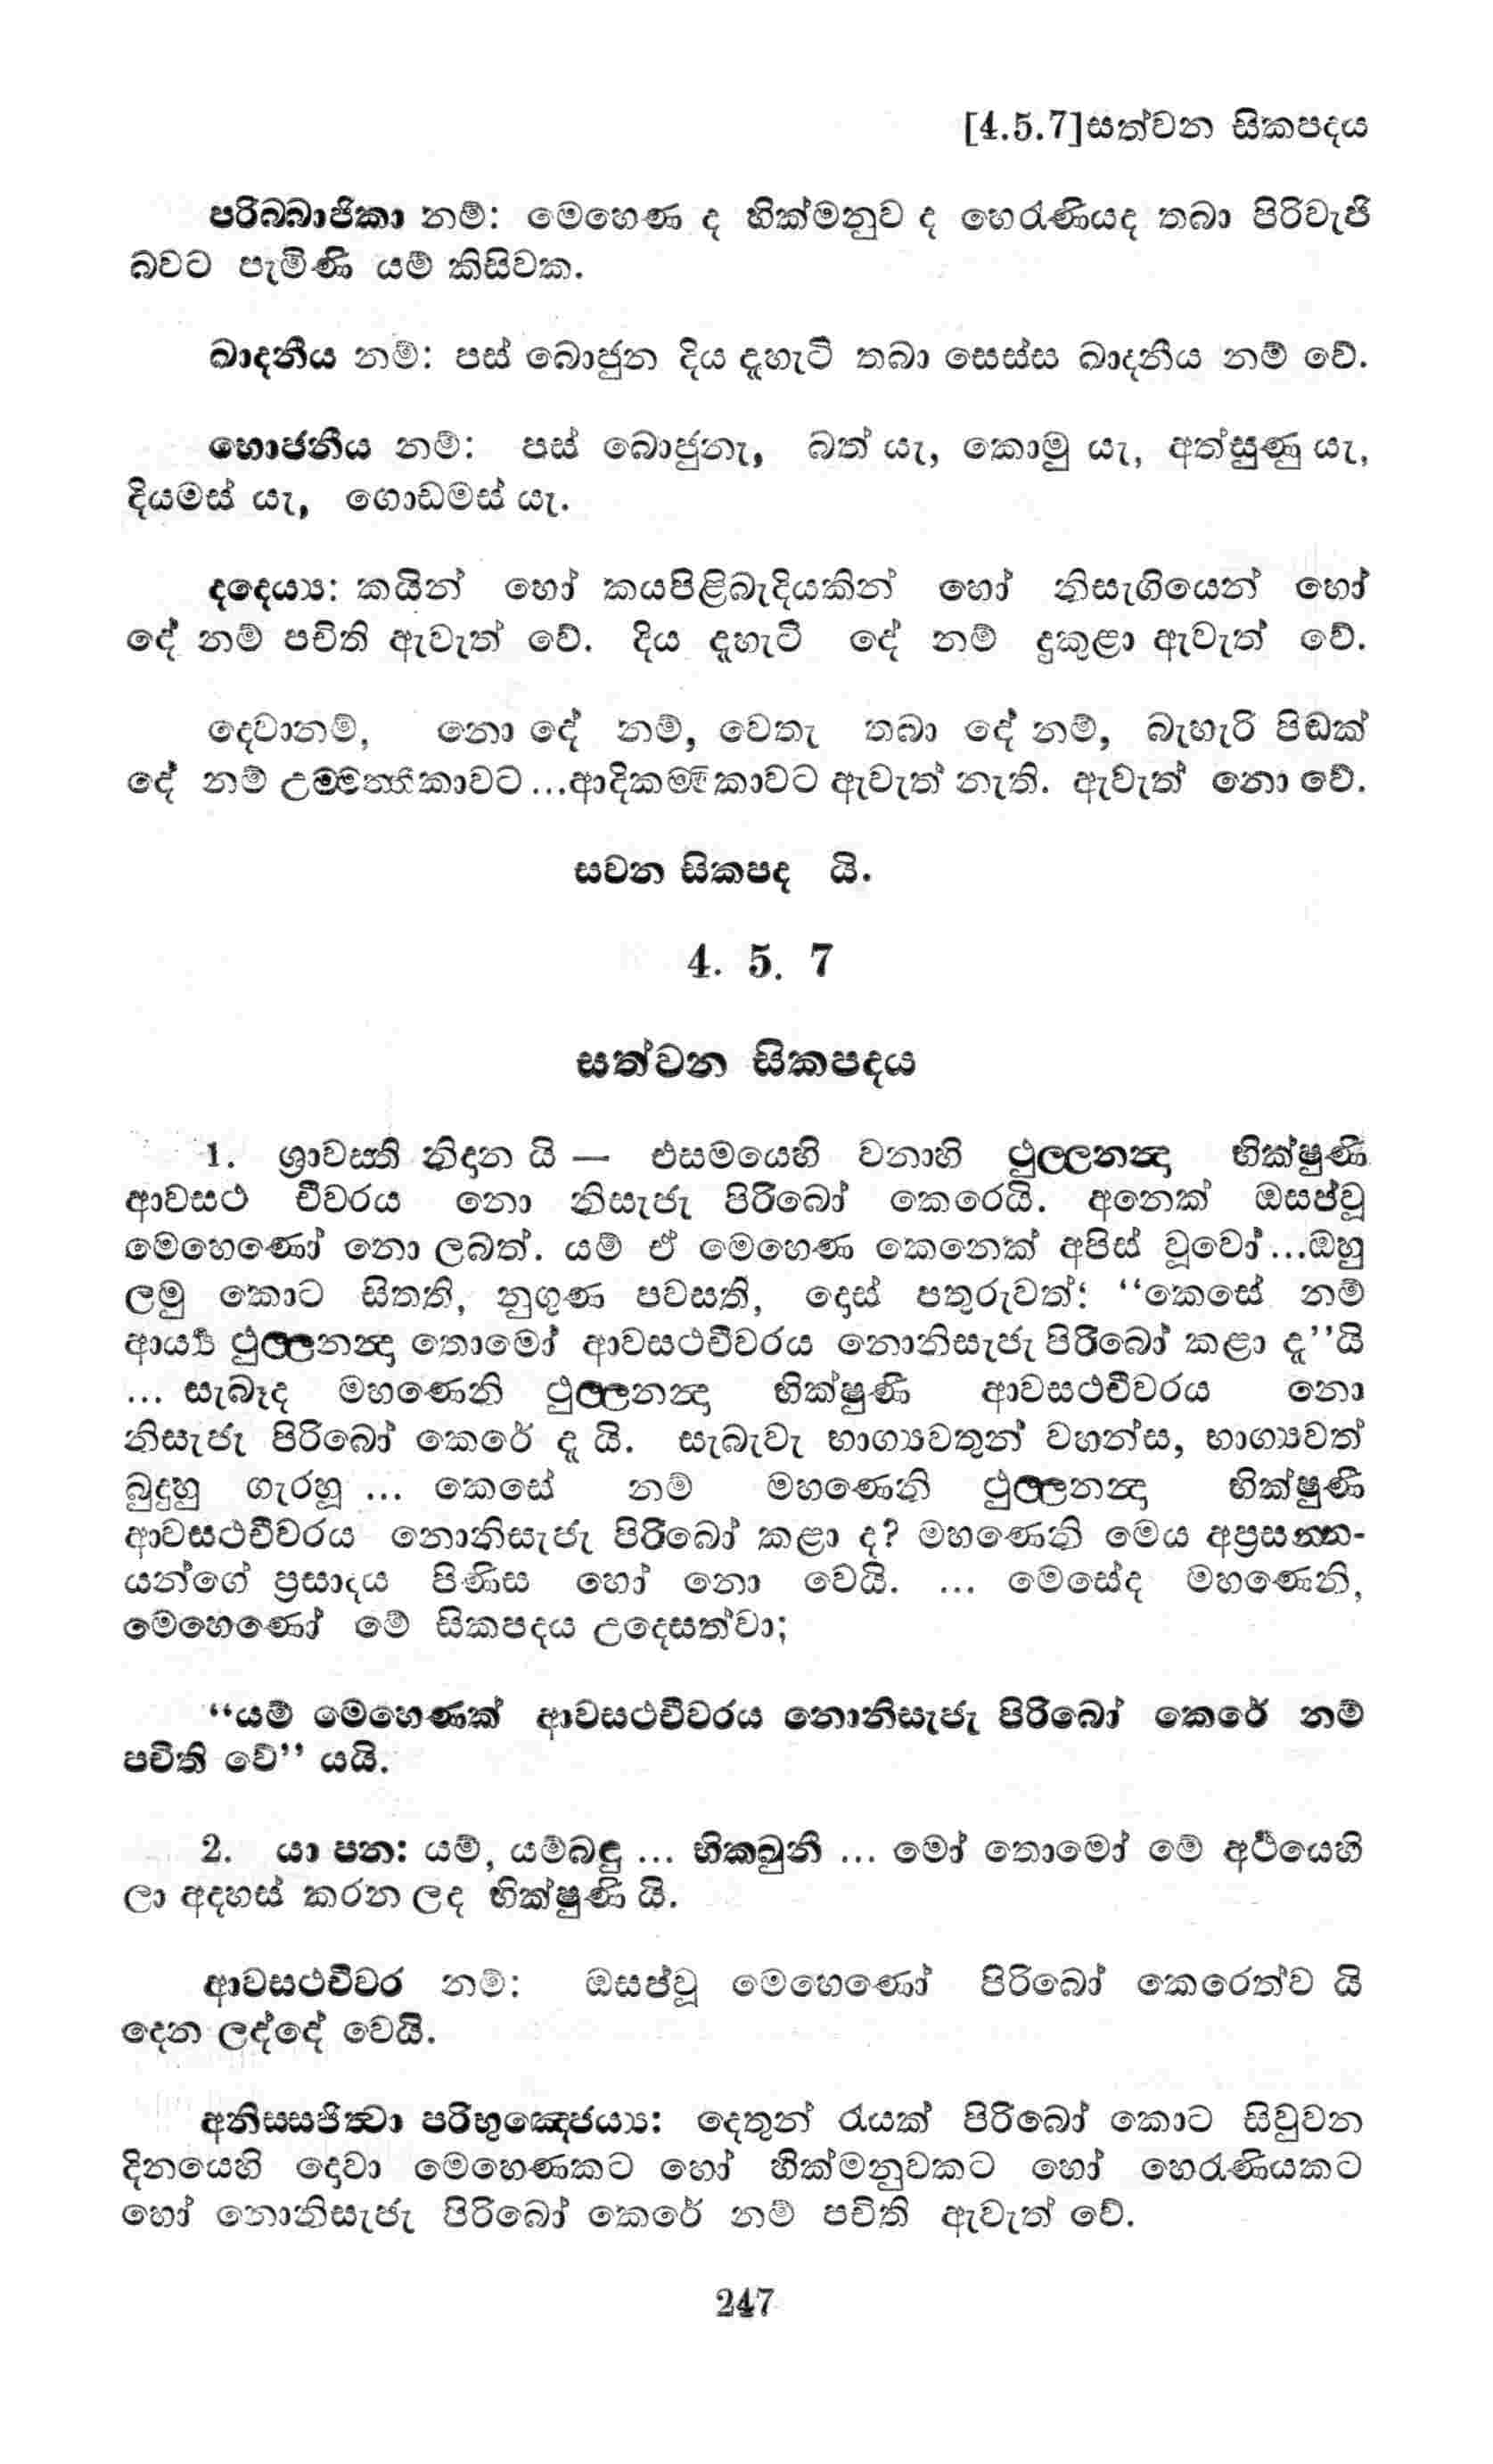 [4.5.7]සත්වන සිකපදය
පරිබ්බාජිකා නම්: මෙහෙණ ද හික්මනුව ද හෙරණියද තබා පිරිවැජි
බවට පැමිණි යම් කිසිවක.
ඛාදනීය නම්: පස් බොජුන දිය දැහැටි තබා සෙස්ස ඛාදනීය නම් වේ.
භොජනීය නම්: පස් බොජුනැ, බත් යැ, කොමු යැ, අත්සුණු යැ,
දියමස් යැ, ගොඩමස් යැ.
දදෙය්‍ය: කයින් හෝ කයපිළිබැදියකින් හෝ නිසැගියෙන් හෝ
දේ නම් පචිති ඇවැත් වේ. දිය දැහැටි දේ නම් දුකුළා ඇවැත් වේ.
දෙවානම්, නො දේ නම්, වෙතැ තබා දේ නම්, බැහැරි පිඬක්
දේ නම් උම්මත්තිකාවට...ආදිකම්මිකාවට ඇවැත් නැති. ඇවැත් නො වේ.
සවන සිකපද යි.
4. 5. 7
සත්වන සිකපදය
1. ශ්‍රාවස්ති නිදාන යි — එසමයෙහි වනාහි ථුල්ලනන්දා භික්ෂුණී
ආවසථ චීවරය නො නිසැජැ පිරිබෝ කෙරෙයි. අනෙක් ඔසප්වූ
මෙහෙණෝ නො ලබත්. යම් ඒ මෙහෙණ කෙනෙක් අපිස් වූවෝ...ඔහු
ලමු කොට සිතති, නුගුණ පවසති, දොස් පතුරුවත්: “කෙසේ නම්
ආර්‍ය්‍ය ථුල්ලනන්දා තොමෝ ආවසථචීවරය නොනිසැජැ පිරිබෝ කළා දැ”යි
... සැබෑද මහණෙනි ථුල්ලනන්දා භික්ෂුණී ආවසථචීවරය නො
නිසැජැ පිරිබෝ කෙරේ දැ යි. සැබැවැ භාග්‍යවතුන් වහන්ස, භාග්‍යවත්
බුදුහු ගැරහූ ... කෙසේ නම් මහණෙනි ථුල්ලනන්දා භික්ෂුණී
ආවසථචීවරය නොනිසැජැ පිරිබෝ කළා ද? මහණෙනි මෙය අප්‍රසන්න-
යන්ගේ ප්‍රසාදය පිණිස හෝ නො වෙයි. ... මෙසේද මහණෙනි,
මෙහෙණෝ මේ සිකපදය උදෙසත්වා;
“යම් මෙහෙණක් ආවසථචීවරය නොනිසැජැ පිරිබෝ කෙරේ නම්
පචිති වේ” යයි.
2. යා පන: යම්, යම්බඳු ... භික්ඛුනී ... මෝ තොමෝ මේ අර්‍ථයෙහි
ලා අදහස් කරන ලද භික්ෂුණි යි.
ආවසථචීවර නම්: ඔසප්වූ මෙහෙණෝ පිරිබෝ කෙරෙත්ව යි
දෙන ලද්දේ වෙයි.
අනිස්සජිත්වා පරිභුඤ්ජෙය්‍ය: දෙතුන් රැයක් පිරිබෝ කොට සිවුවන
දිනයෙහි දොවා මෙහෙණකට හෝ හික්මනුවකට හෝ හෙරණියකට
හෝ නොනිසැජැ පිරිබෝ කෙරේ නම් පචිති ඇවැත් වේ.
247